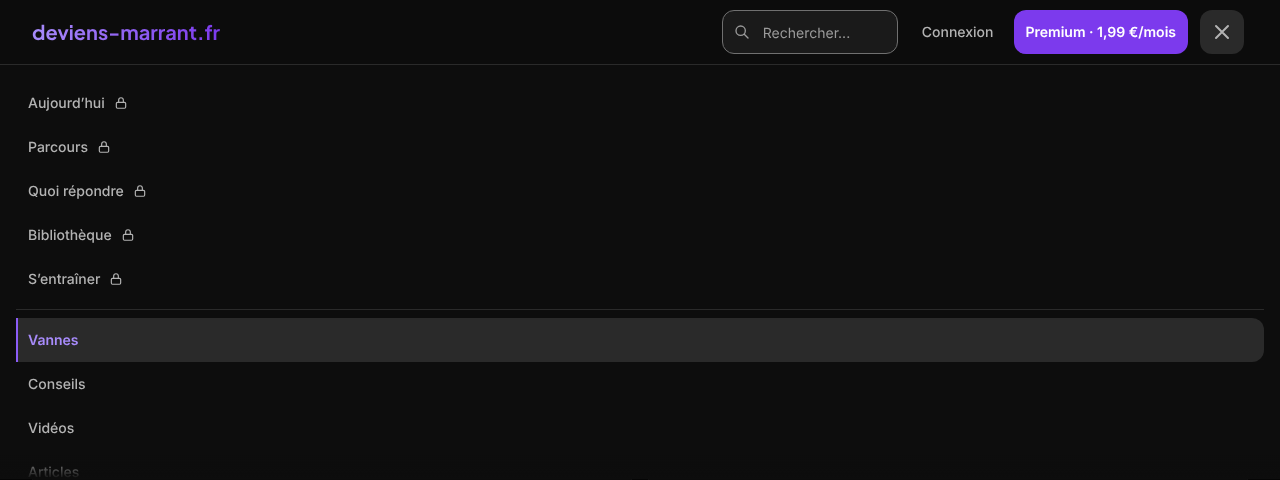 deviens-marrant.fr
Rechercher...
Connexion
Premium · 1,99 €/mois
Aujourd’hui
Parcours
Quoi répondre
Bibliothèque
S’entraîner
Vannes
Conseils
Vidéos
Articles